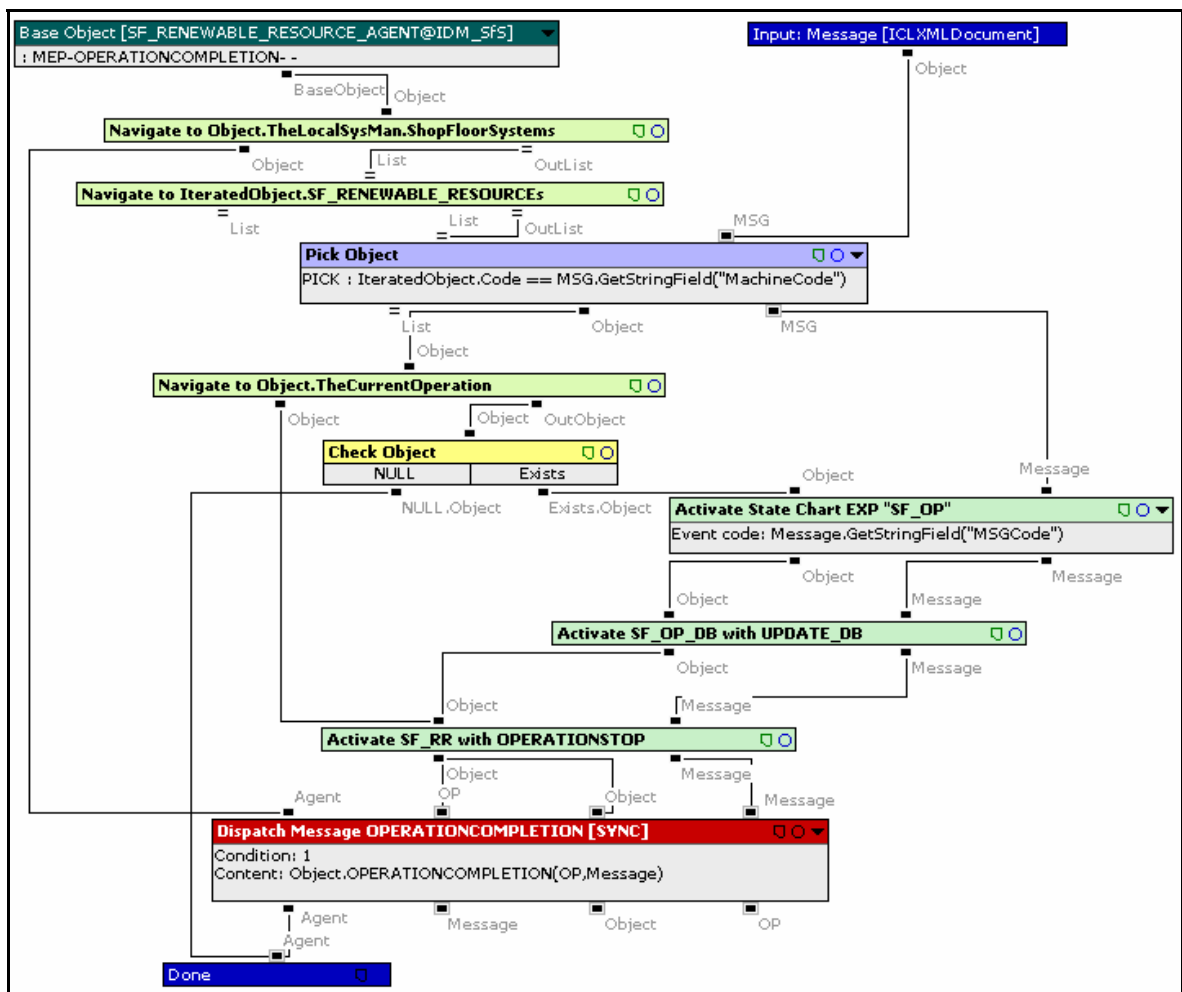 Base Object [SF_RENEWABLE_RESOURCE_AGENT@IDM_SfS]
Input: Message [ICLXMLDocument]
: MEP-OPERATIONCOMPLETION- -
Object
BaseObject
Object
Navigate to Object.TheLocalSysMan.ShopFloorSystems
Object
List
OutList
Navigate to IteratedObject.SF_RENEWABLE_RESOURCEs
List
List
OutList
MSG
Pick Object
PICK : IteratedObject.Code == MSG.GetStringField("MachineCode")
List
Object
MSG
Object
Navigate to Object.TheCurrentOperation
Object
Object
OutObject
Check Object
NULL
Exists
Object
Message
NULL.Object
Exists.Object
Activate State Chart EXP "SF_OP"
Event code: Message.GetStringField("MSGCode")
Object
Message
Object
Message
Activate SF_OP_DB with UPDATE_DB
Object
Message
Object
Message
Activate SF_RR with OPERATIONSTOP
Object
Message
Agent
OP
Object
Message
Dispatch Message OPERATIONCOMPLETION [SYNC]
Condition: 1
Content: Object.OPERATIONCOMPLETION(OP,Message)
Agent
Message
Object
OP
Agent
Done